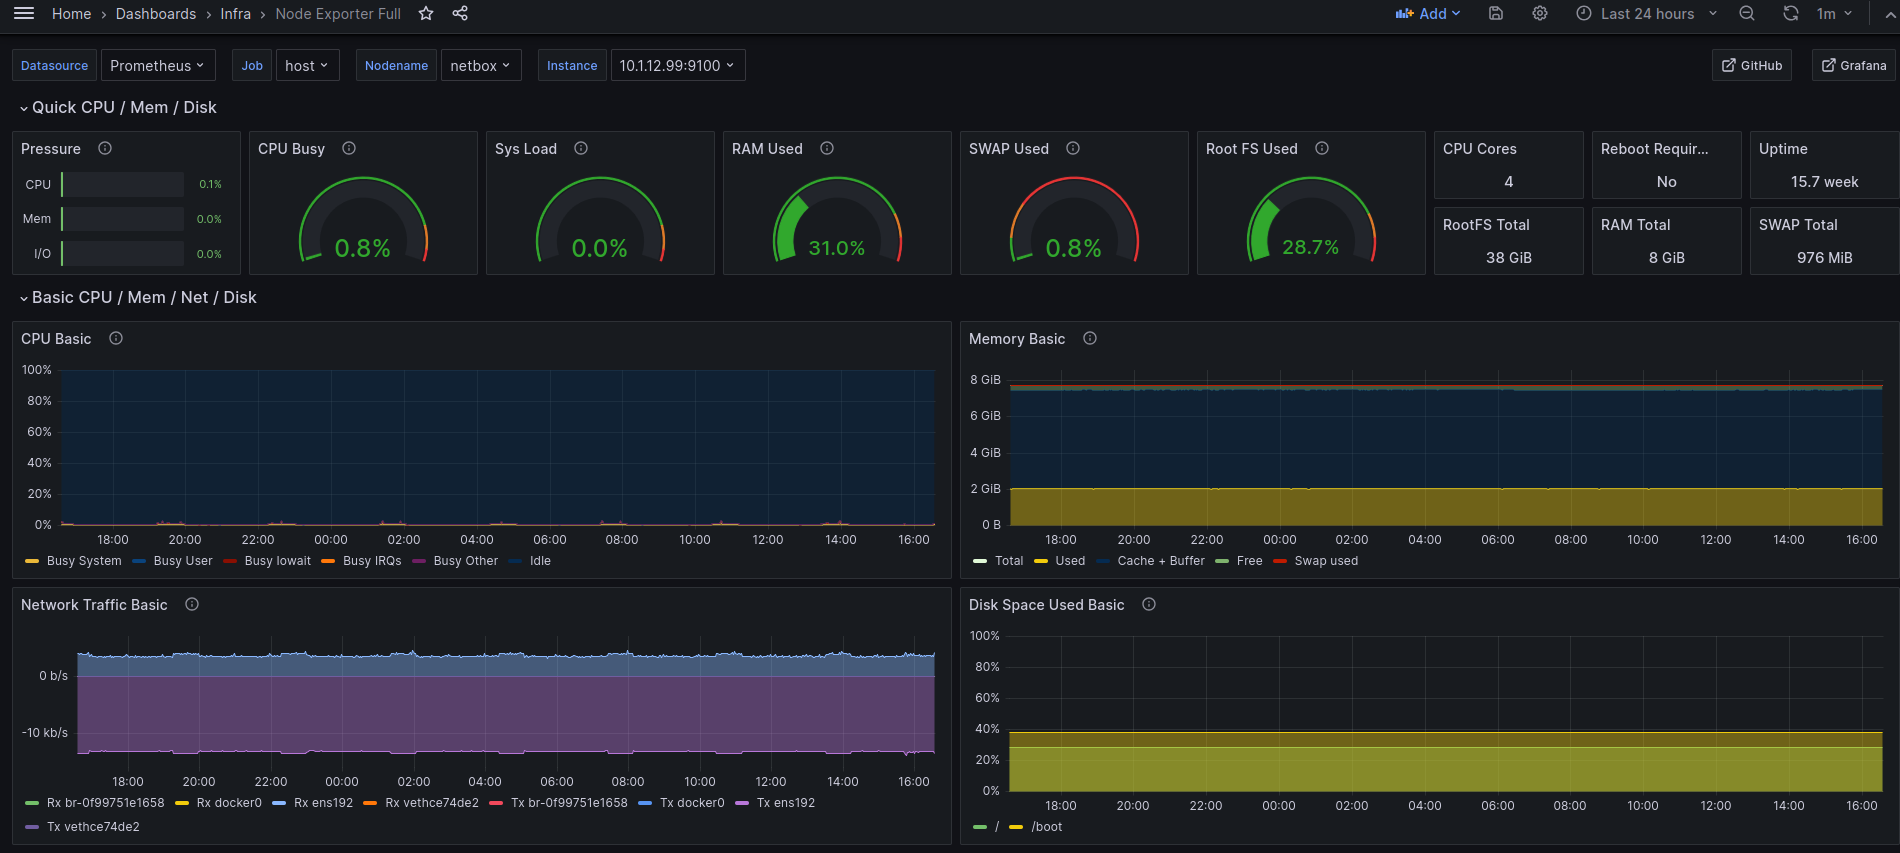 Home › Dashboards › Infra › Node Exporter Full
Add
Last 24 hours
1m
Datasource Prometheus Job host Nodename netbox Instance 10.1.12.99:9100 GitHub Grafana
Quick CPU / Mem / Disk
Pressure
CPU 0.1%
Mem 0.0%
I/O 0.0%
CPU Busy
0.8%
Sys Load
0.0%
RAM Used
31.0%
SWAP Used
0.8%
Root FS Used
28.7%
CPU Cores
4
Reboot Requir...
No
Uptime
15.7 week
RootFS Total
38 GiB
RAM Total
8 GiB
SWAP Total
976 MiB
Basic CPU / Mem / Net / Disk
CPU Basic
100%
80%
60%
40%
20%
0%
18:00 20:00 22:00 00:00 02:00 04:00 06:00 08:00 10:00 12:00 14:00 16:00
Busy System Busy User Busy Iowait Busy IRQs Busy Other Idle
Memory Basic
8 GiB
6 GiB
4 GiB
2 GiB
0 B
18:00 20:00 22:00 00:00 02:00 04:00 06:00 08:00 10:00 12:00 14:00 16:00
Total Used Cache + Buffer Free Swap used
Network Traffic Basic
0 b/s
-10 kb/s
18:00 20:00 22:00 00:00 02:00 04:00 06:00 08:00 10:00 12:00 14:00 16:00
Rx br-0f99751e1658 Rx docker0 Rx ens192 Rx vethce74de2 Tx br-0f99751e1658 Tx docker0 Tx ens192
Tx vethce74de2
Disk Space Used Basic
100%
80%
60%
40%
20%
0%
18:00 20:00 22:00 00:00 02:00 04:00 06:00 08:00 10:00 12:00 14:00 16:00
/ /boot